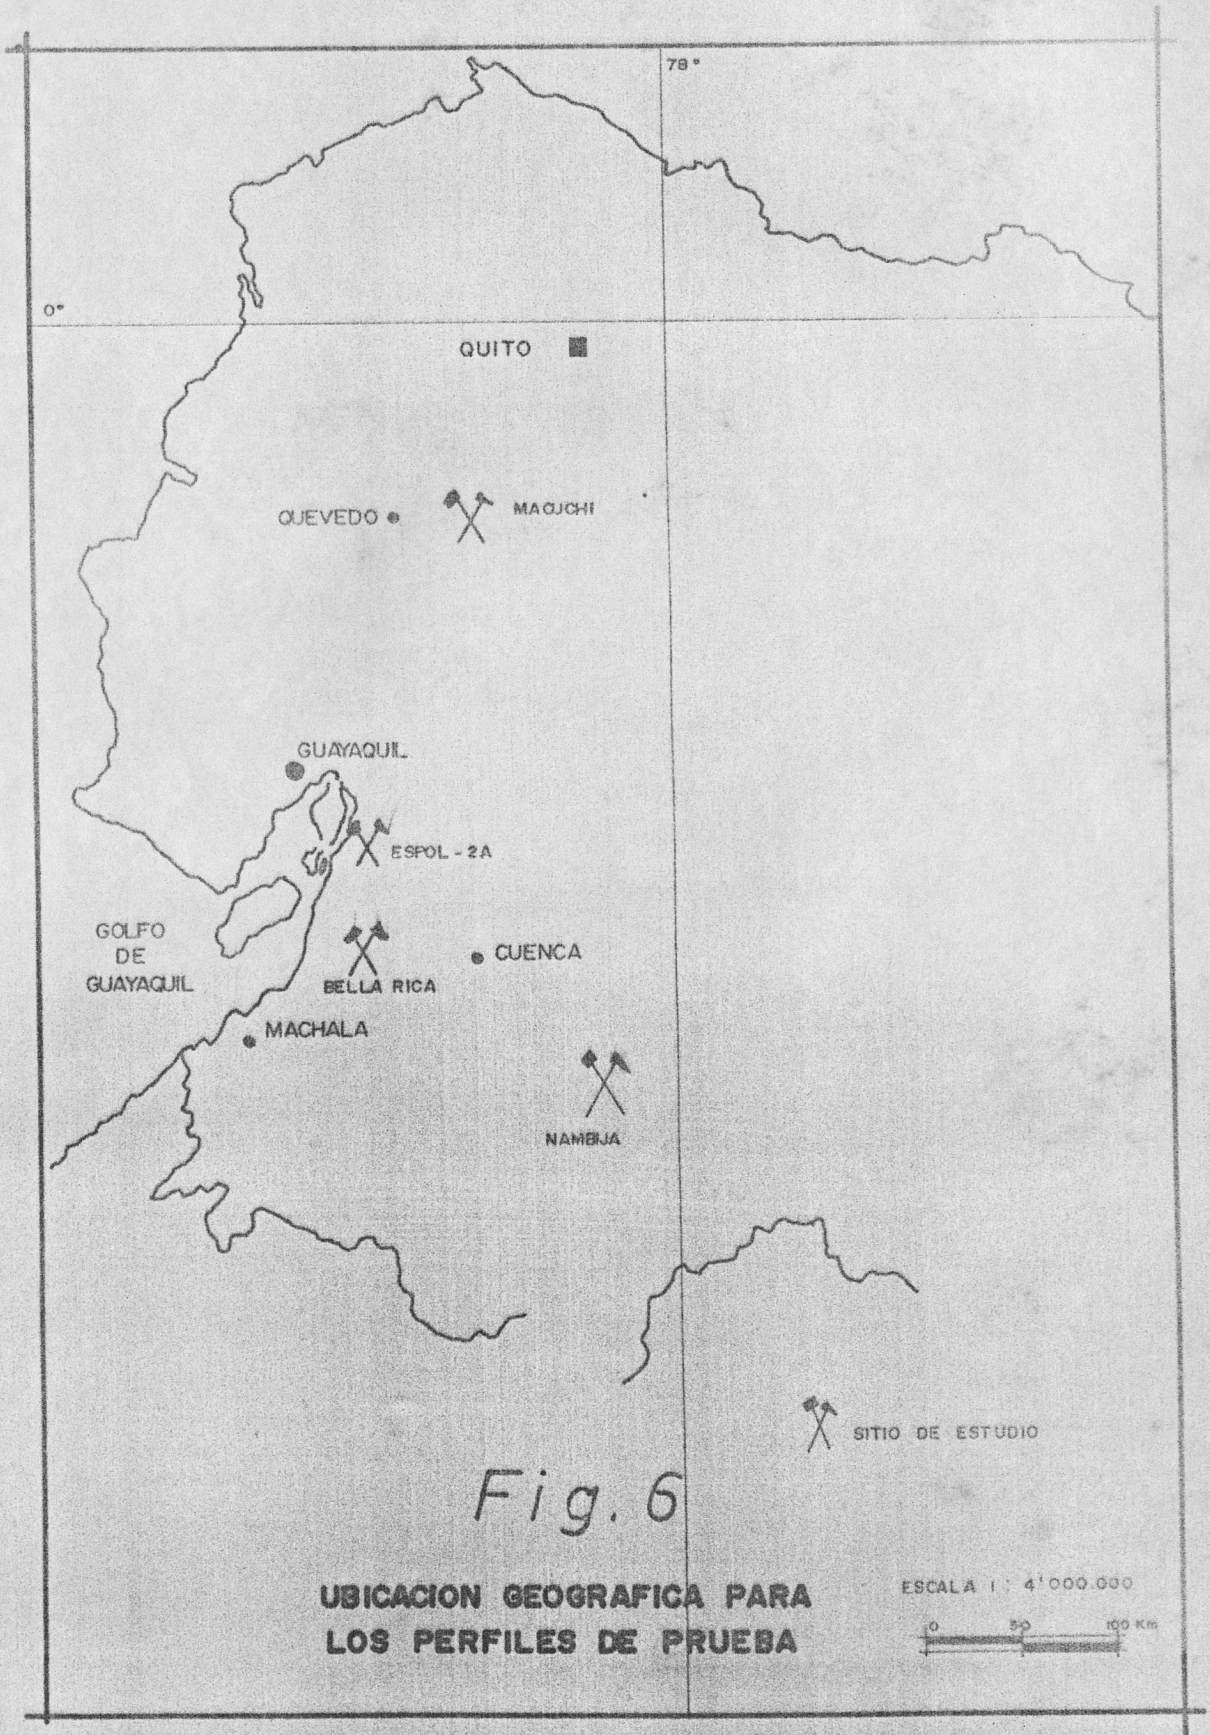 78°
0°
QUITO
QUEVEDO
MACUCHI
GUAYAQUIL
ESPOL - 2A
GOLFO
DE
GUAYAQUIL
BELLA RICA
CUENCA
MACHALA
NAMBIJA
SITIO DE ESTUDIO
Fig. 6
UBICACION GEOGRAFICA PARA
LOS PERFILES DE PRUEBA
ESCALA 1 : 4'000.000
0 50 100 Km